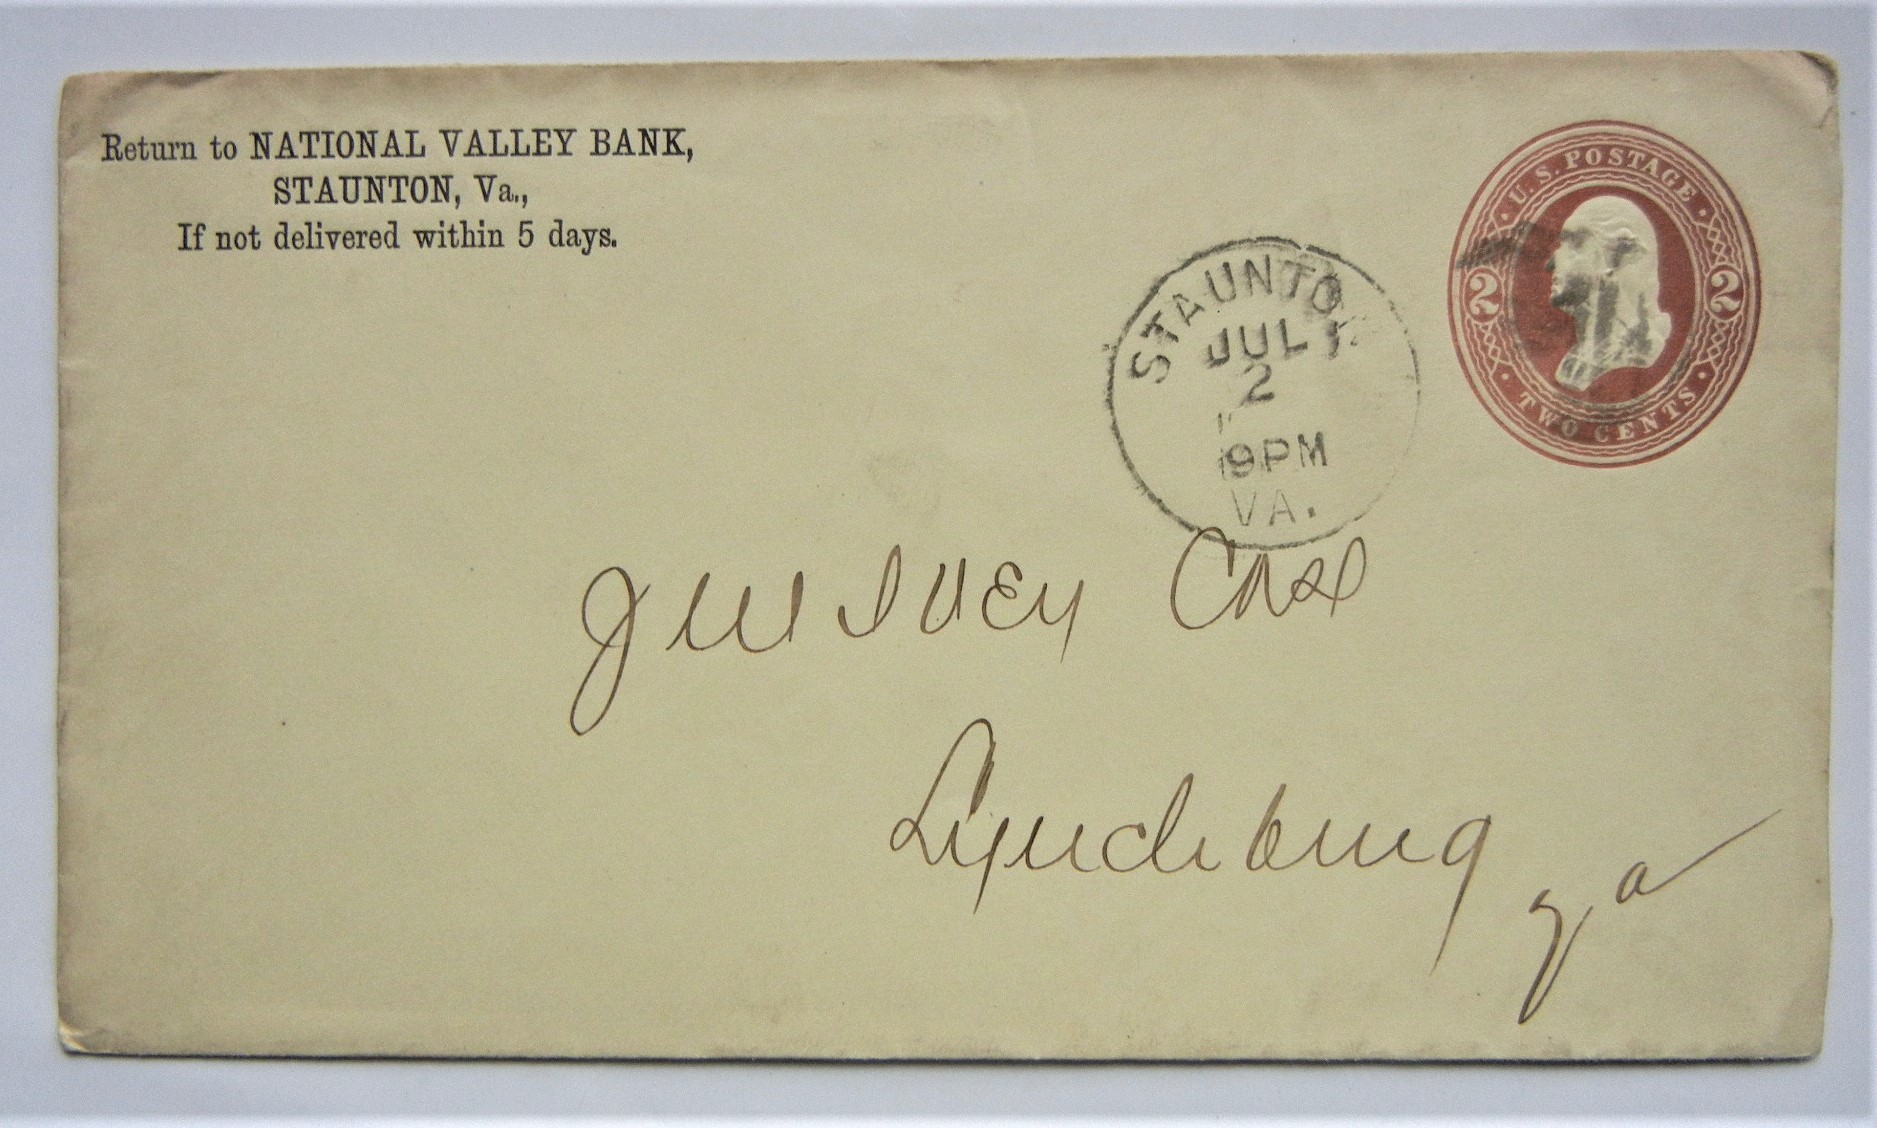 Return to NATIONAL VALLEY BANK,
STAUNTON, Va.,
If not delivered within 5 days.
U.S. POSTAGE
2 2
TWO CENTS
STAUNTON
JUL
2
9PM
VA.
J W Ivey
Lynchburg
Va